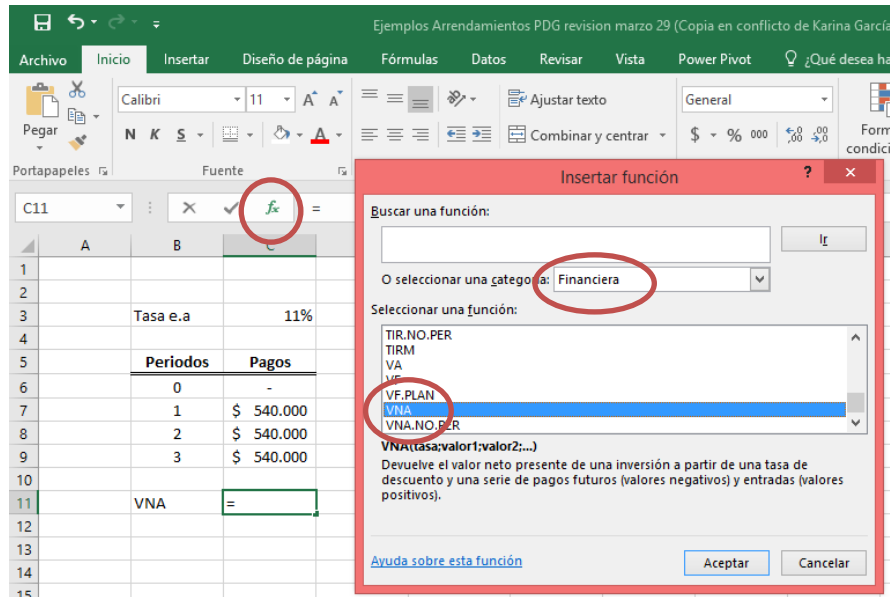 Ejemplos Arrendamientos PDG revision marzo 29 (Copia en conflicto de Karina García
Archivo Inicio Insertar Diseño de página Fórmulas Datos Revisar Vista Power Pivot ¿Qué desea ha
Pegar
Calibri 11 A A
N K S A
Ajustar texto
Combinar y centrar
General
$ % 000
Form
condici
Portapapeles Fuente
C11 fx =
A B C
1
2
3 Tasa e.a 11%
4
5 Periodos Pagos
6 0 -
7 1 $ 540.000
8 2 $ 540.000
9 3 $ 540.000
10
11 VNA =
12
13
14
15
Insertar función ?
Buscar una función:
Ir
O seleccionar una categoría: Financiera
Seleccionar una función:
TIR.NO.PER
TIRM
VA
VF
VF.PLAN
VNA
VNA.NO.PER
VNA(tasa;valor1;valor2;...)
Devuelve el valor neto presente de una inversión a partir de una tasa de
descuento y una serie de pagos futuros (valores negativos) y entradas (valores
positivos).
Ayuda sobre esta función
Aceptar Cancelar